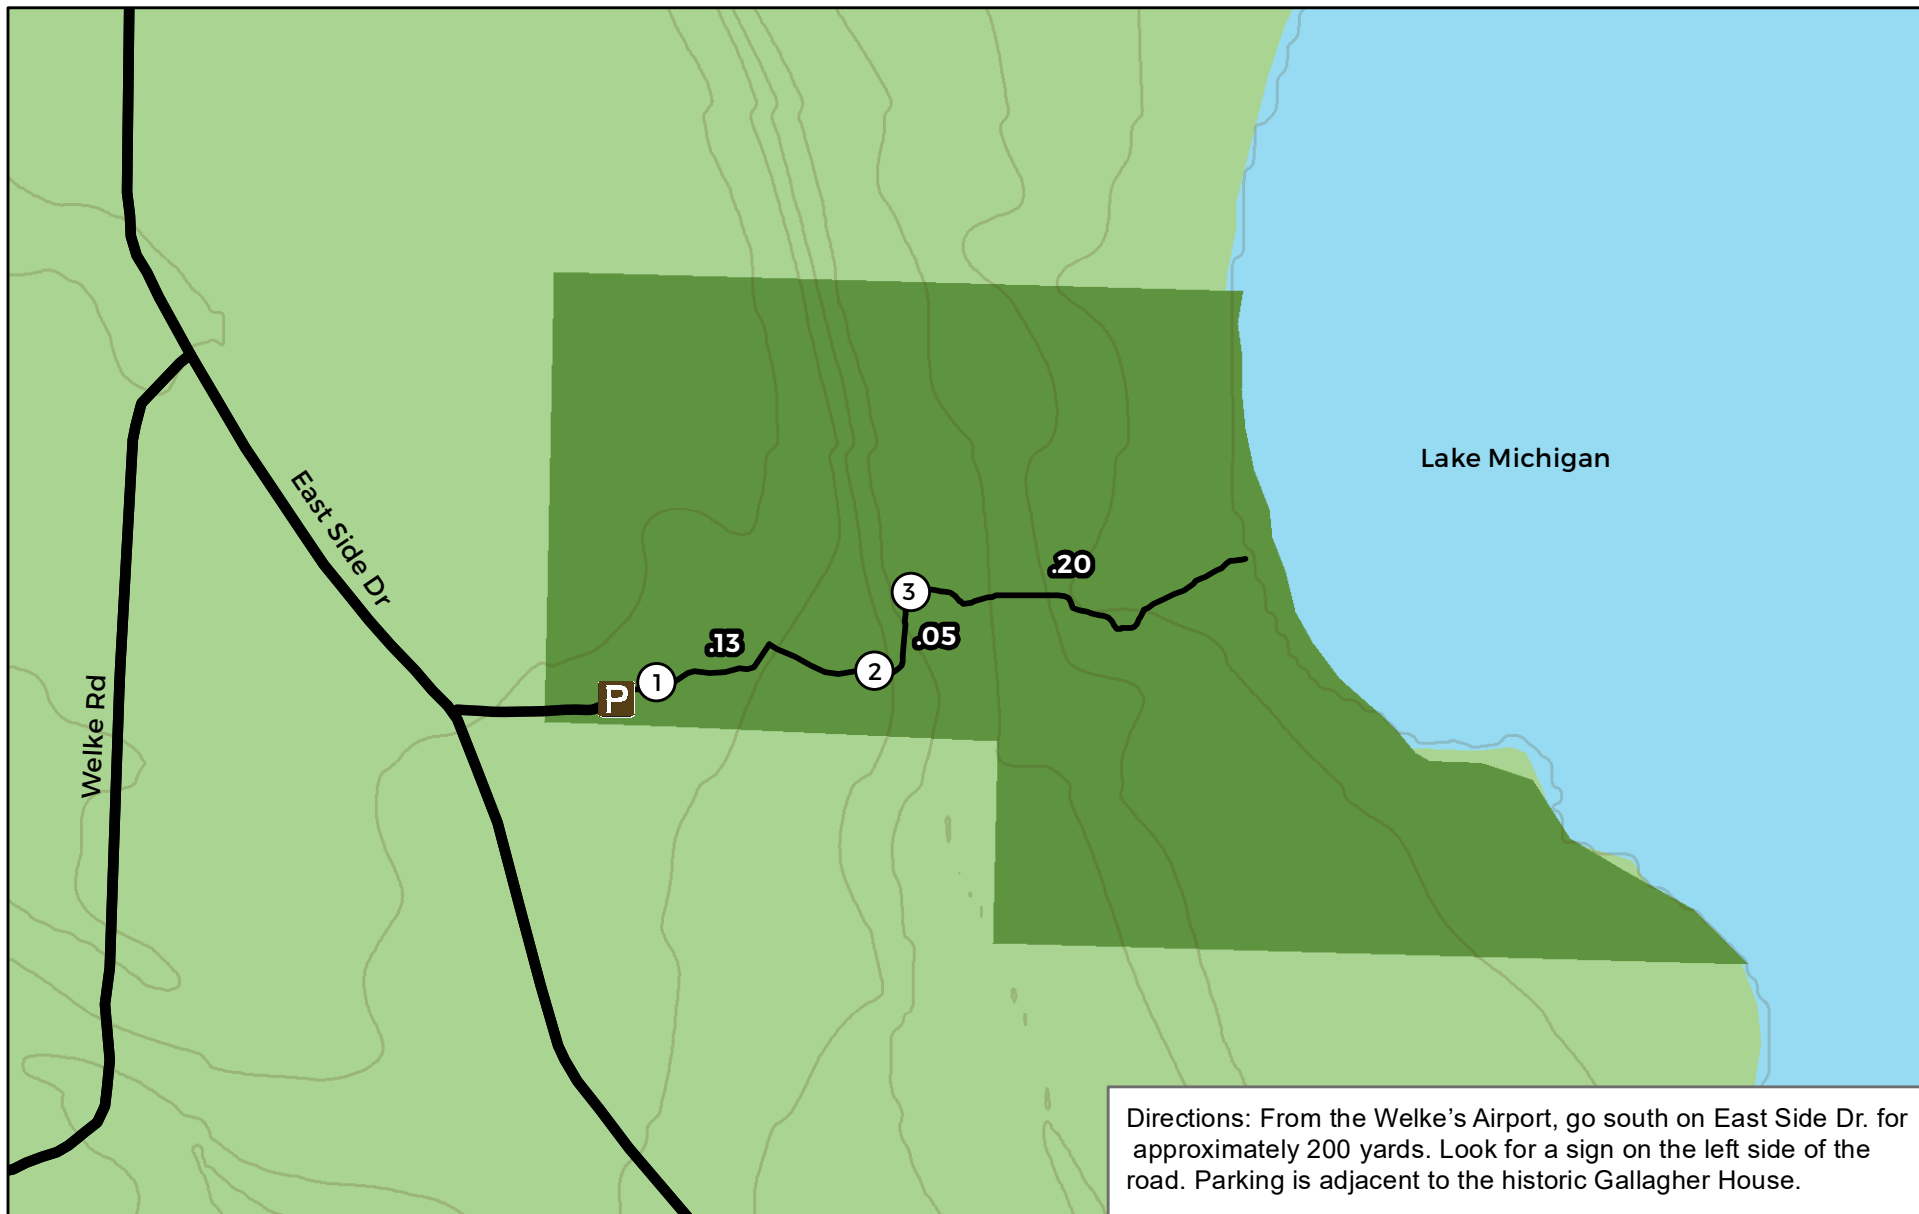 Lake Michigan
East Side Dr
.20
3
.05
.13
2
1
P
Welke Rd
Directions: From the Welke’s Airport, go south on East Side Dr. for
approximately 200 yards. Look for a sign on the left side of the
road. Parking is adjacent to the historic Gallagher House.